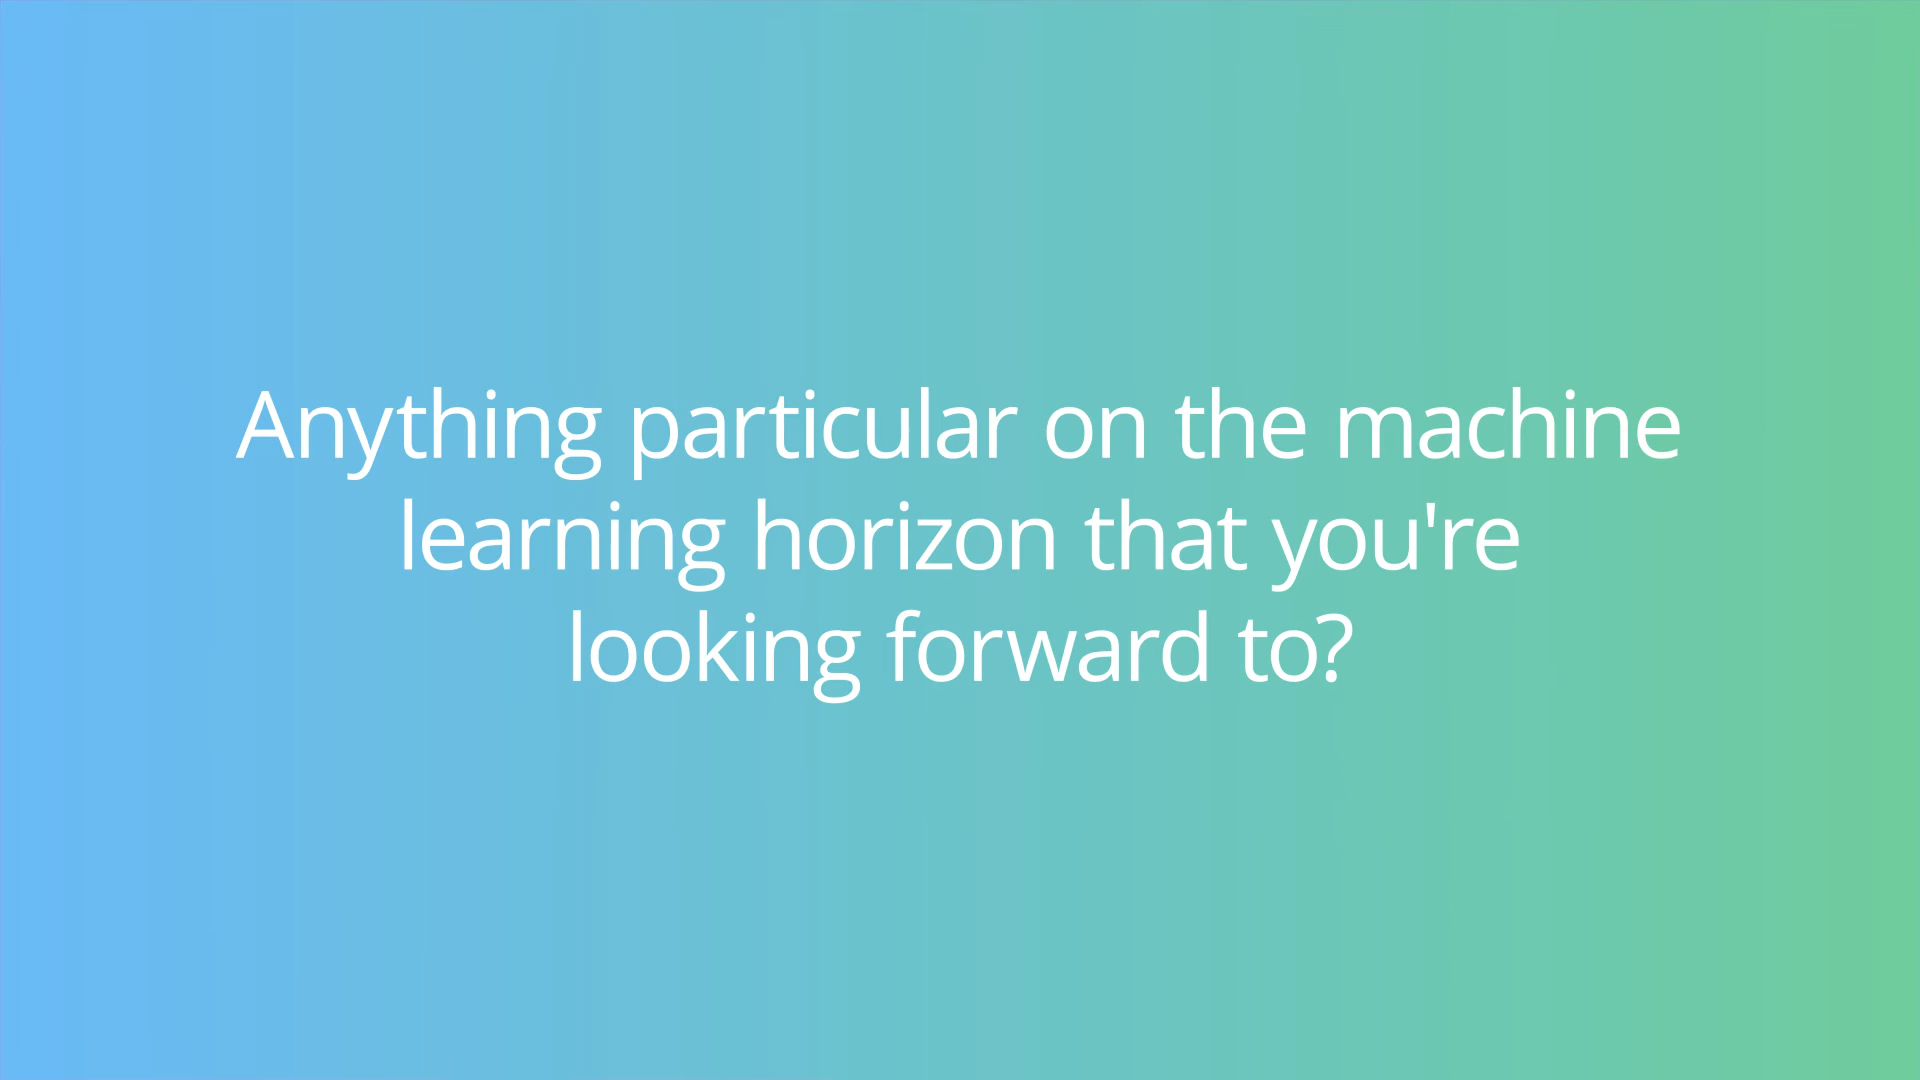 Anything particular on the machine
learning horizon that you're
looking forward to?